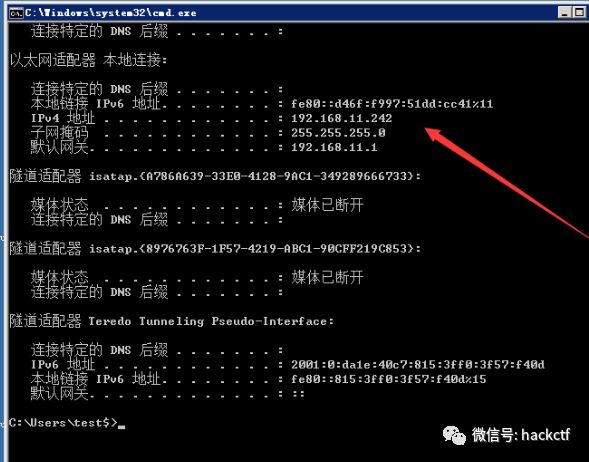 C:\Windows\system32\cmd.exe
连接特定的 DNS 后缀 . . . . . . . :
以太网适配器 本地连接:
连接特定的 DNS 后缀 . . . . . . . :
本地链接 IPv6 地址. . . . . . . . : fe80::d46f:f997:51dd:cc41%11
IPv4 地址 . . . . . . . . . . . . : 192.168.11.242
子网掩码 . . . . . . . . . . . . : 255.255.255.0
默认网关. . . . . . . . . . . . . : 192.168.11.1
隧道适配器 isatap.{A786A639-33E0-4128-9AC1-349289666733}:
媒体状态 . . . . . . . . . . . . : 媒体已断开
连接特定的 DNS 后缀 . . . . . . . :
隧道适配器 isatap.{8976763F-1F57-4219-ABC1-90CFF219C853}:
媒体状态 . . . . . . . . . . . . : 媒体已断开
连接特定的 DNS 后缀 . . . . . . . :
隧道适配器 Teredo Tunneling Pseudo-Interface:
连接特定的 DNS 后缀 . . . . . . . :
IPv6 地址 . . . . . . . . . . . . : 2001:0:da1e:40c7:815:3ff0:3f57:f40d
本地链接 IPv6 地址. . . . . . . . : fe80::815:3ff0:3f57:f40d%15
默认网关. . . . . . . . . . . . . : ::
C:\Users\test$>_
微信号: hackctf